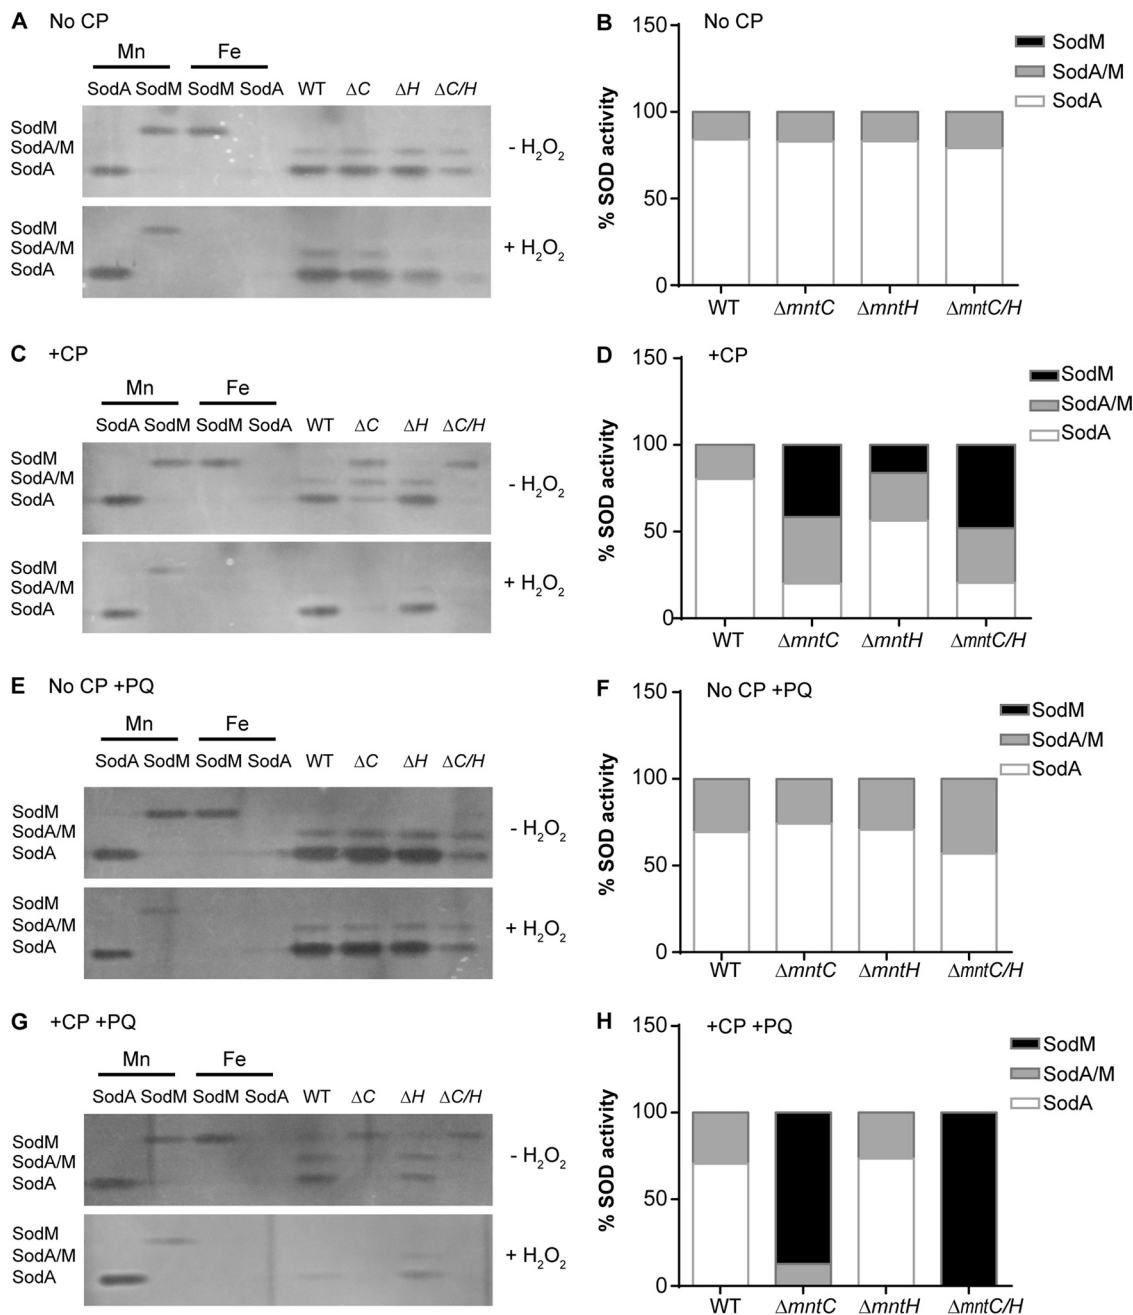 A No CP
Mn Fe
SodA SodM SodM SodA WT ΔC ΔH ΔC/H
SodM
SodA/M
SodA
- H₂O₂
SodM
SodA/M
SodA
+ H₂O₂
B No CP
150
100
50
0
% SOD activity
SodM
SodA/M
SodA
WT ΔmntC ΔmntH ΔmntC/H
C +CP
Mn Fe
SodA SodM SodM SodA WT ΔC ΔH ΔC/H
SodM
SodA/M
SodA
- H₂O₂
SodM
SodA/M
SodA
+ H₂O₂
D +CP
150
100
50
0
% SOD activity
SodM
SodA/M
SodA
WT ΔmntC ΔmntH ΔmntC/H
E No CP +PQ
Mn Fe
SodA SodM SodM SodA WT ΔC ΔH ΔC/H
SodM
SodA/M
SodA
- H₂O₂
SodM
SodA/M
SodA
+ H₂O₂
F No CP +PQ
150
100
50
0
% SOD activity
SodM
SodA/M
SodA
WT ΔmntC ΔmntH ΔmntC/H
G +CP +PQ
Mn Fe
SodA SodM SodM SodA WT ΔC ΔH ΔC/H
SodM
SodA/M
SodA
- H₂O₂
SodM
SodA/M
SodA
+ H₂O₂
H +CP +PQ
150
100
50
0
% SOD activity
SodM
SodA/M
SodA
WT ΔmntC ΔmntH ΔmntC/H